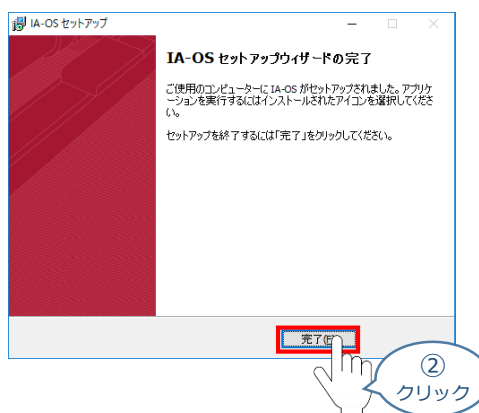 IA-OS セットアップ
IA-OS セットアップウィザードの完了
ご使用のコンピューターに IA-OS がセットアップされました。アプリケ
ーションを実行するにはインストールされたアイコンを選択してくださ
い。
セットアップを終了するには「完了」をクリックしてください。
完了(F)
②
クリック